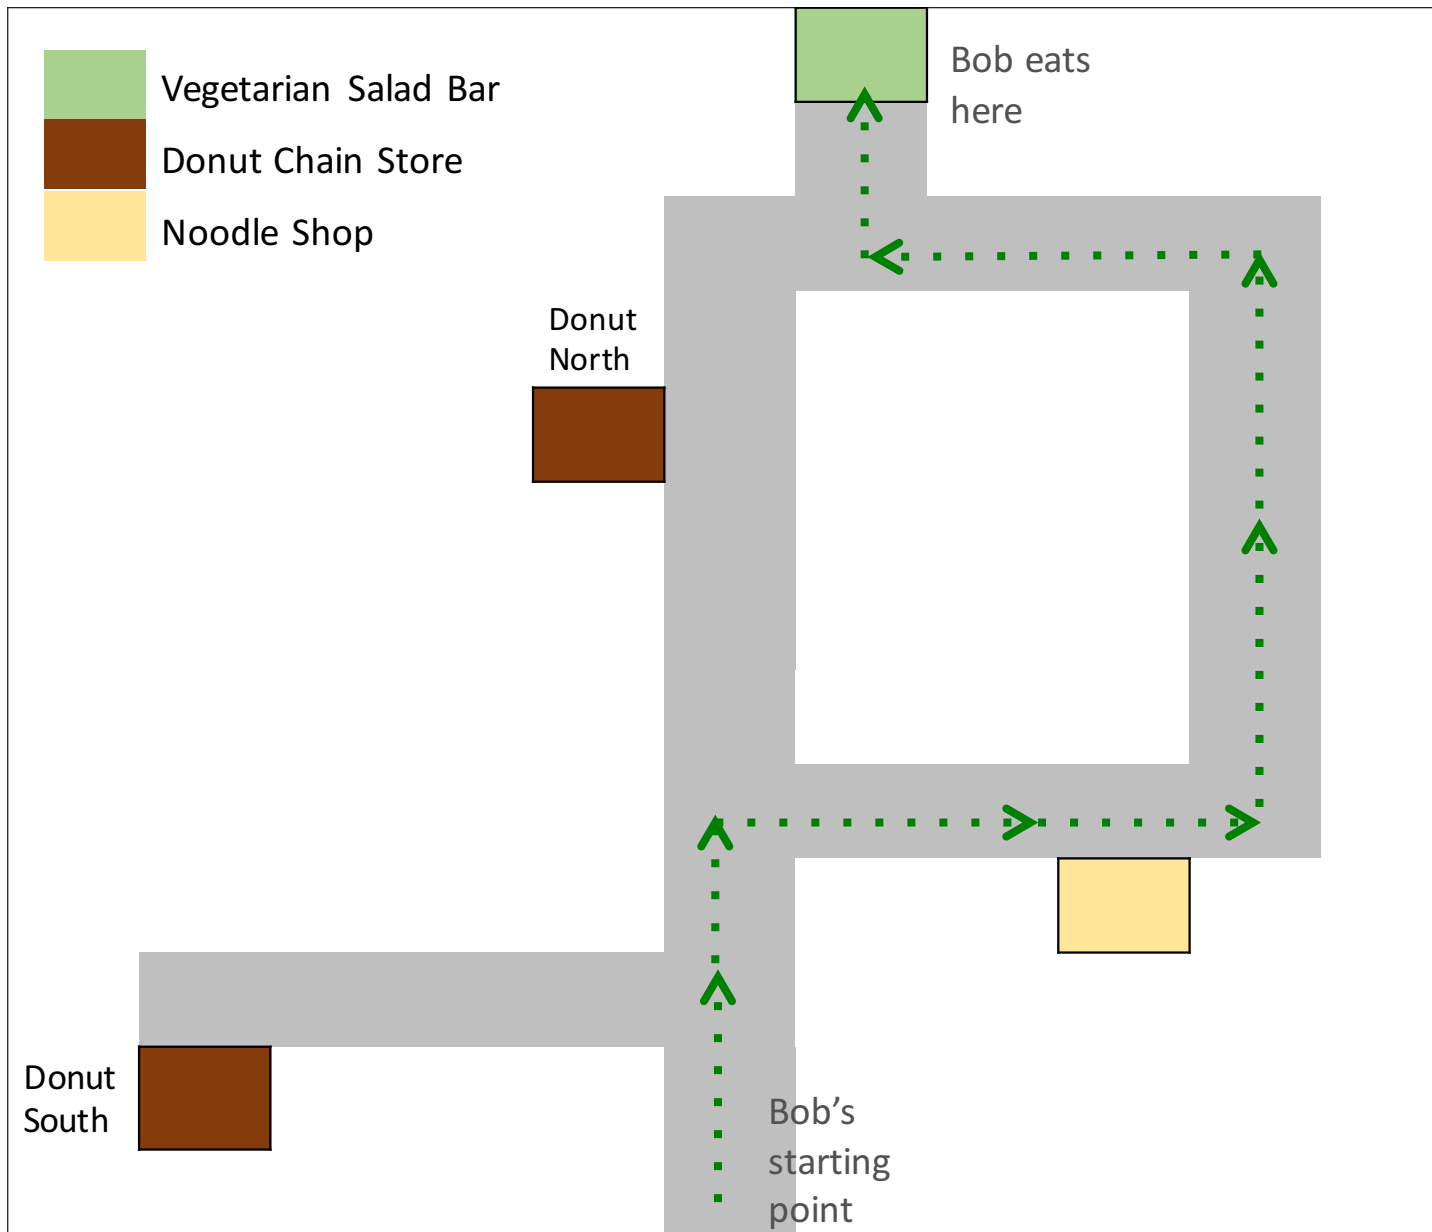 Vegetarian Salad Bar
Donut Chain Store
Noodle Shop
Bob eats
here
Donut
North
Donut
South
Bob’s
starting
point